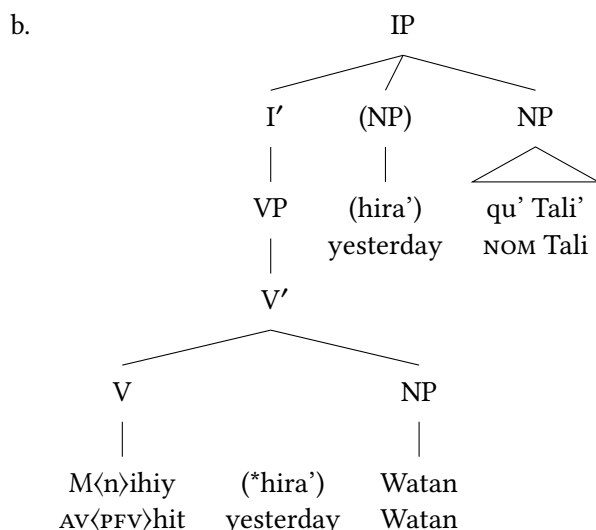 b. IP
I′ (NP) NP
VP (hira’) qu’ Tali’
yesterday NOM Tali
V′
V NP
M⟨n⟩ihiy (*hira’) Watan
AV⟨PFV⟩hit yesterday Watan